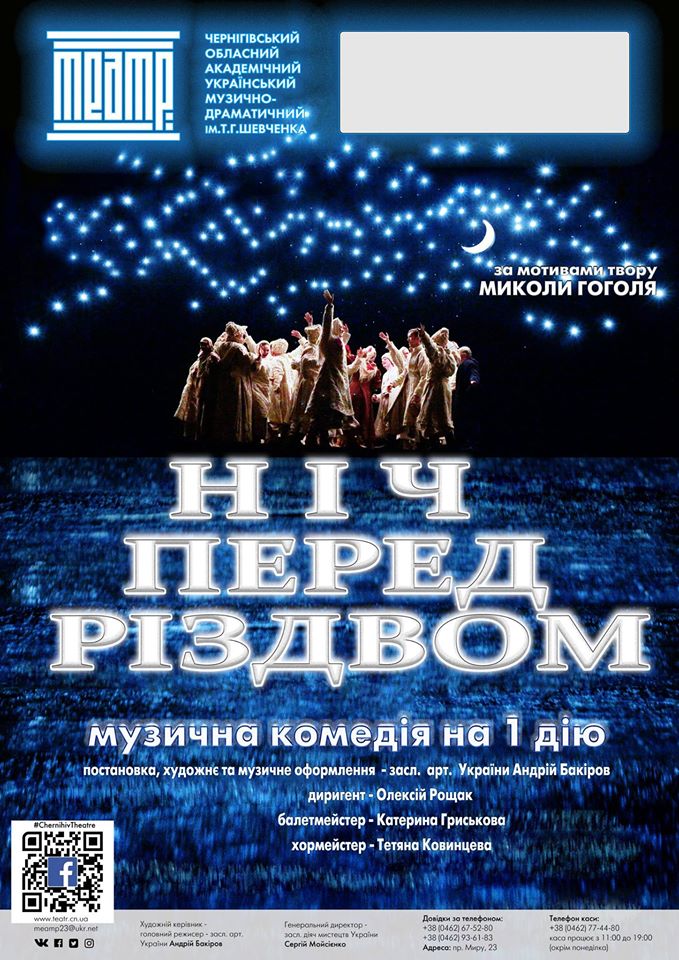 театр.
ЧЕРНІГІВСЬКИЙ
ОБЛАСНИЙ
АКАДЕМІЧНИЙ
УКРАЇНСЬКИЙ
МУЗИЧНО-
ДРАМАТИЧНИЙ
ІМ.Т.Г.ШЕВЧЕНКА
за мотивами твору
МИКОЛИ ГОГОЛЯ
НІЧ
ПЕРЕД
РІЗДВОМ
музична комедія на 1 дію
постановка, художнє та музичне оформлення - засл. арт. України Андрій Бакіров
диригент - Олексій Рощак
балетмейстер - Катерина Гриськова
хормейстер - Тетяна Ковинцева
#ChernihivTheatre
www.teatr.cn.ua
meamp23@ukr.net
Художній керівник -
головний режисер - засл. арт.
України Андрій Бакіров
Генеральний директор -
засл. діяч мистецтв України
Сергій Мойсієнко
Довідки за телефоном:
+38 (0462) 67-52-80
+38 (0462) 93-61-83
Адреса: пр. Миру, 23
Телефон каси:
+38 (0462) 77-44-80
каса працює з 11:00 до 19:00
(окрім понеділка)